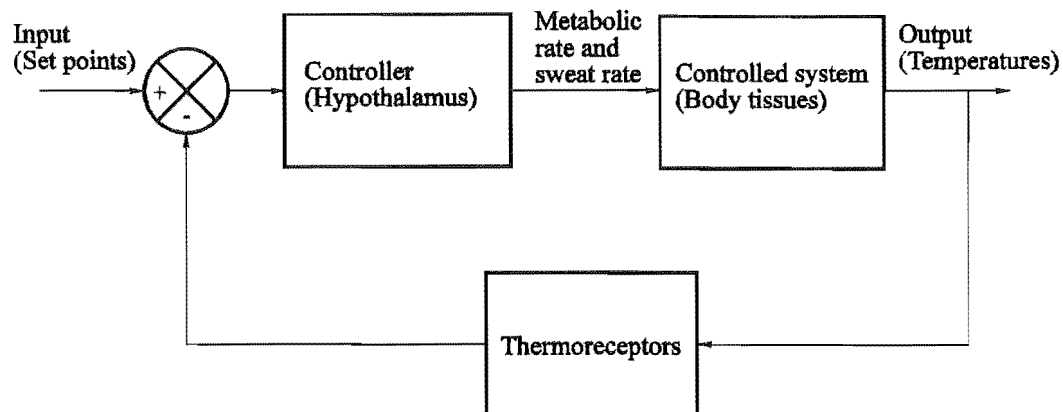 Input
(Set points)
+
-
Controller
(Hypothalamus)
Metabolic
rate and
sweat rate
Controlled system
(Body tissues)
Output
(Temperatures)
Thermoreceptors